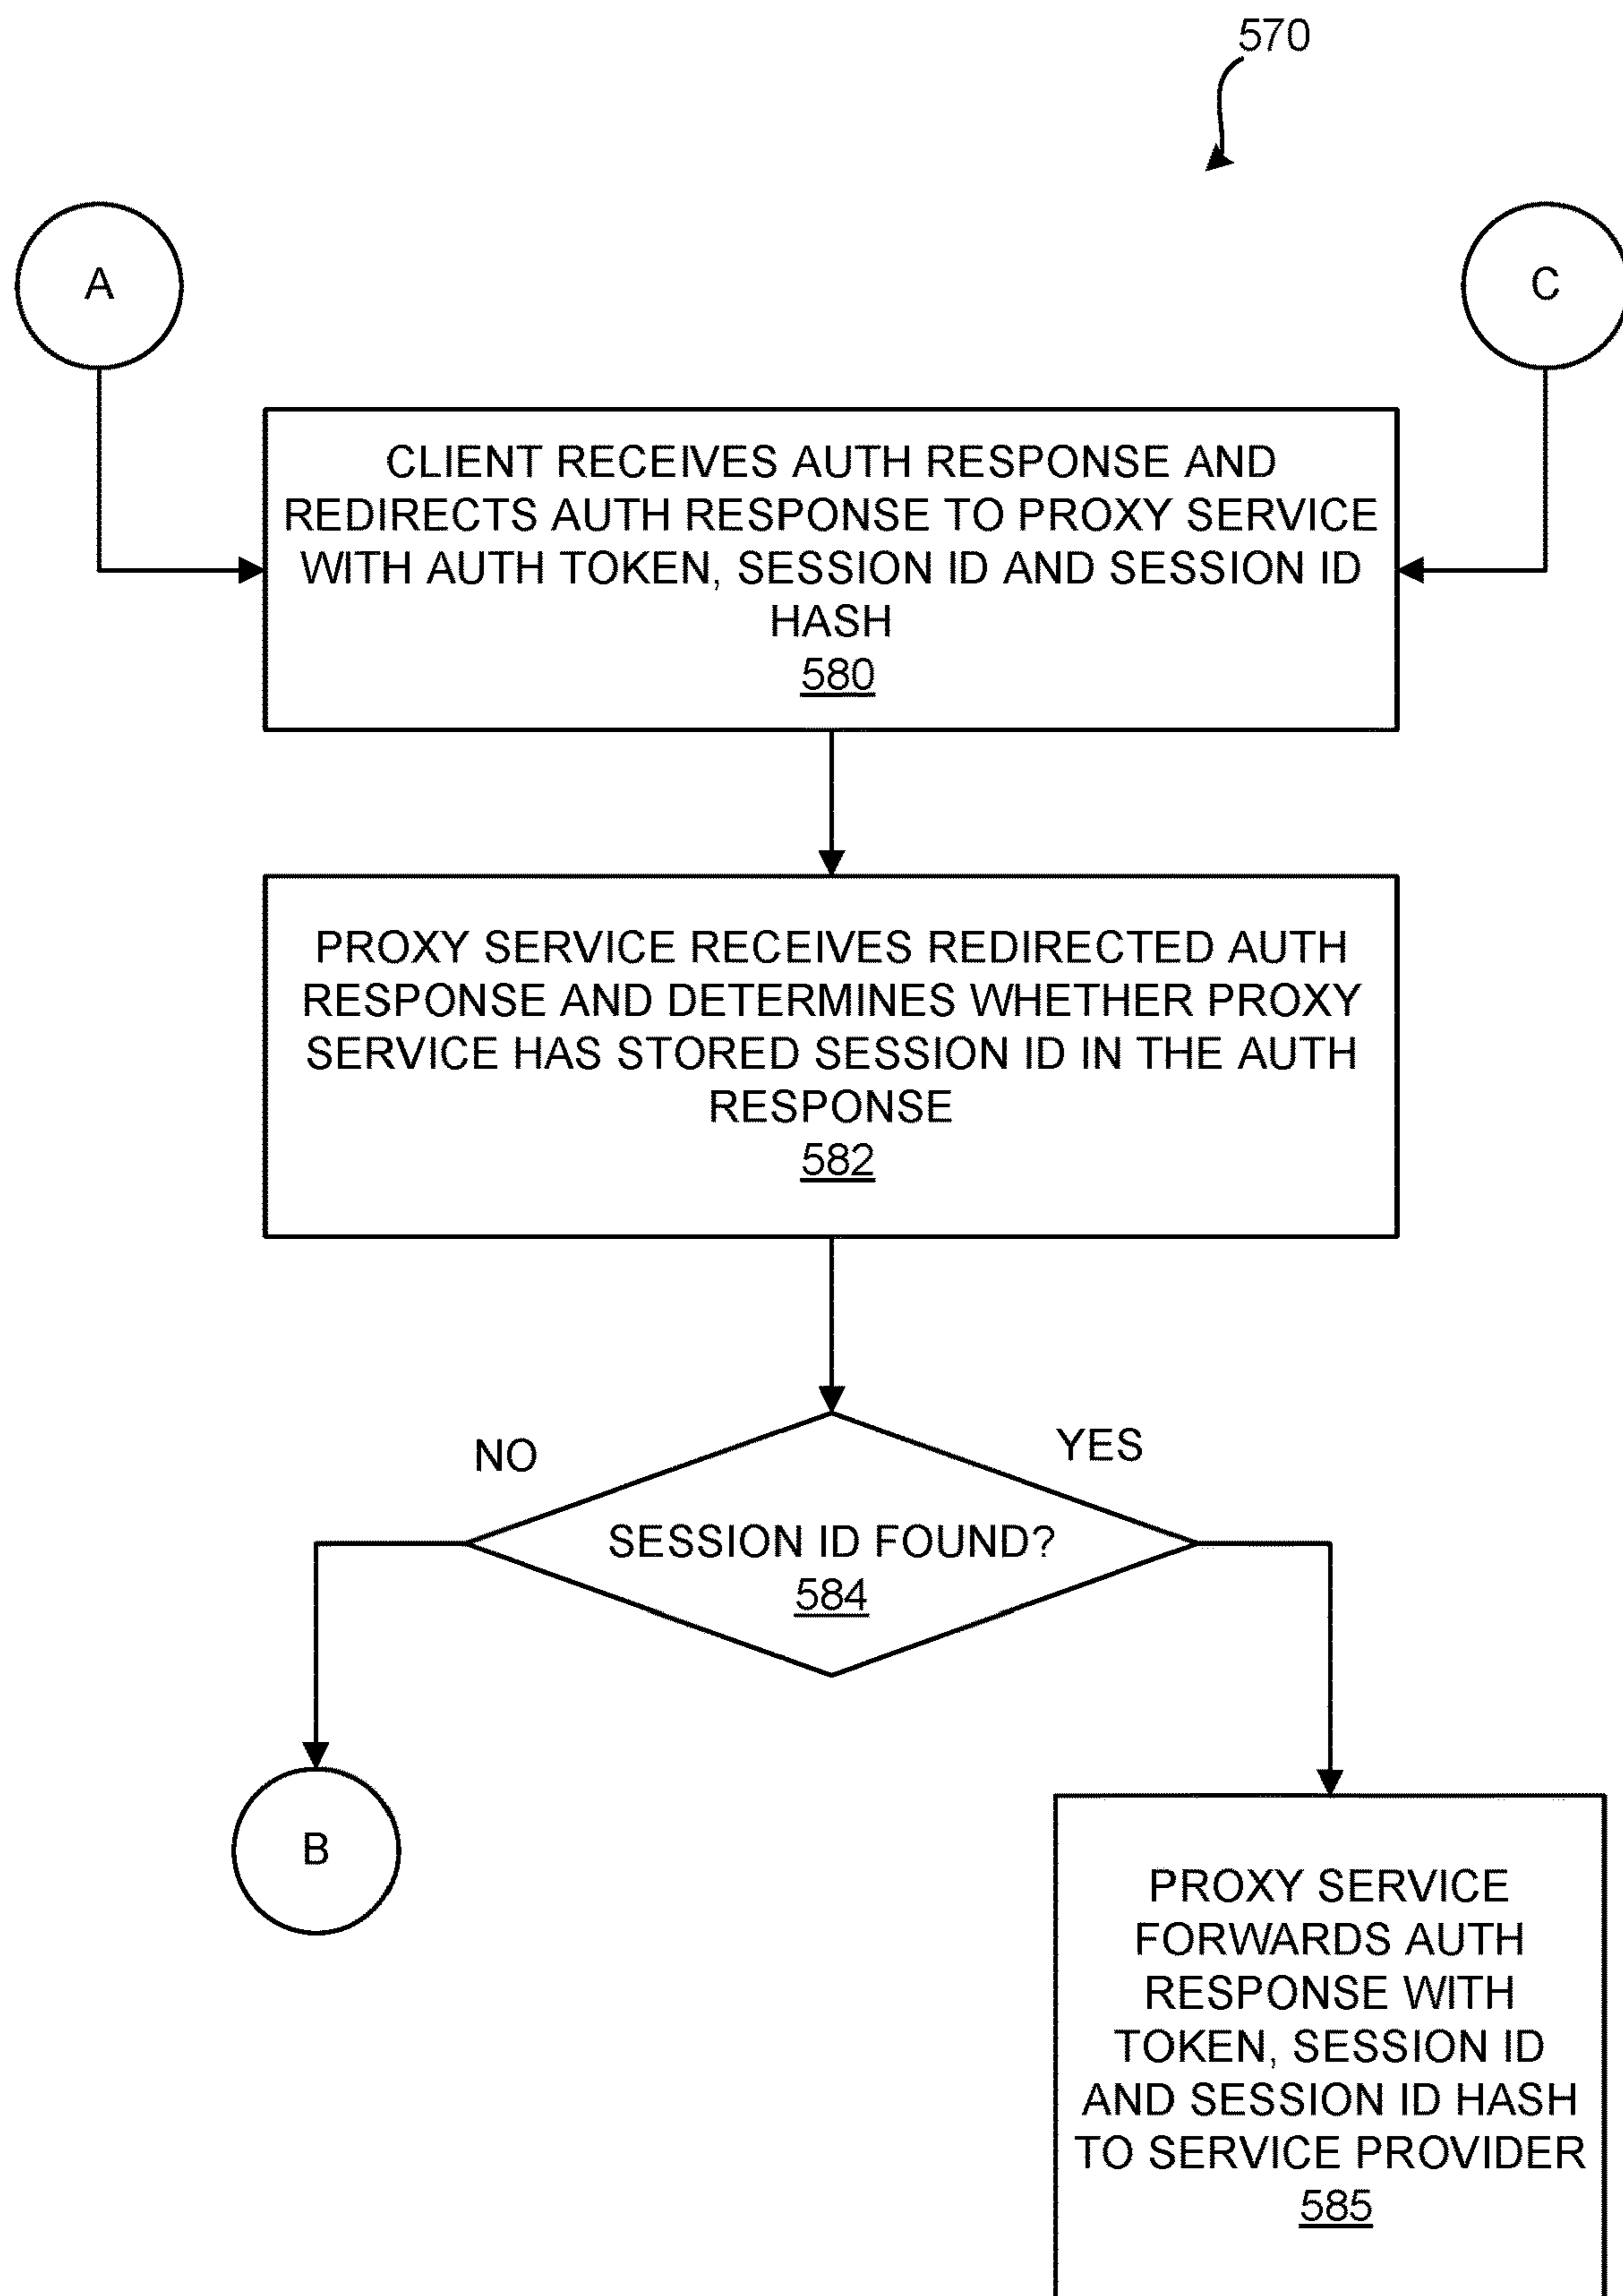 570
A
C
CLIENT RECEIVES AUTH RESPONSE AND
REDIRECTS AUTH RESPONSE TO PROXY SERVICE
WITH AUTH TOKEN, SESSION ID AND SESSION ID
HASH
580
PROXY SERVICE RECEIVES REDIRECTED AUTH
RESPONSE AND DETERMINES WHETHER PROXY
SERVICE HAS STORED SESSION ID IN THE AUTH
RESPONSE
582
NO
YES
SESSION ID FOUND?
584
B
PROXY SERVICE
FORWARDS AUTH
RESPONSE WITH
TOKEN, SESSION ID
AND SESSION ID HASH
TO SERVICE PROVIDER
585